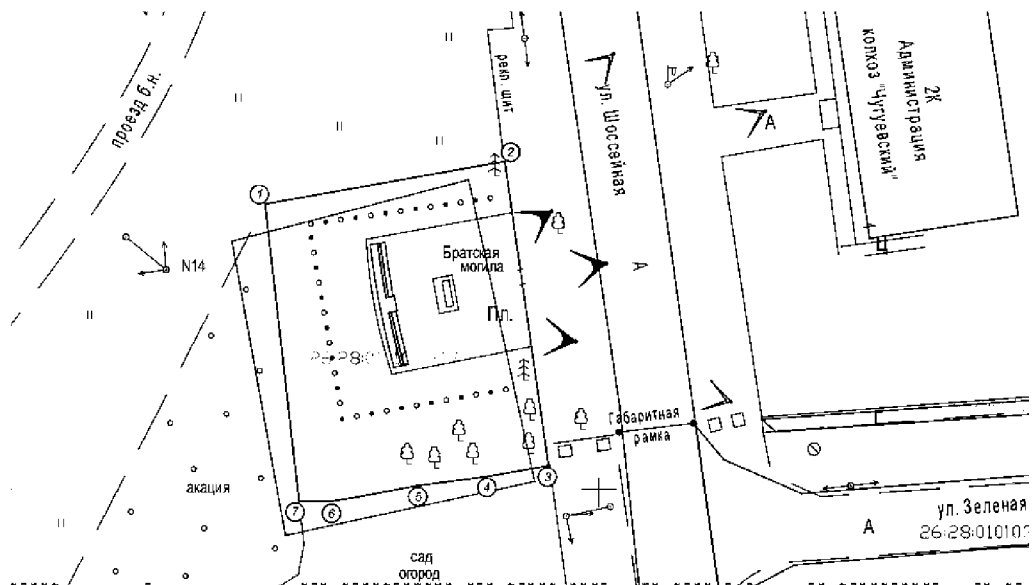 проезд б.н.
рекл. щит
ул. Шоссейная
2К
Администрация
колхоз "Чугуевский"
А
1
2
N14
Братская
могила
А
Ц
Пл.
Габаритная
рамка
акация
3
4
5
6
7
ул. Зеленая
А
сад
огород